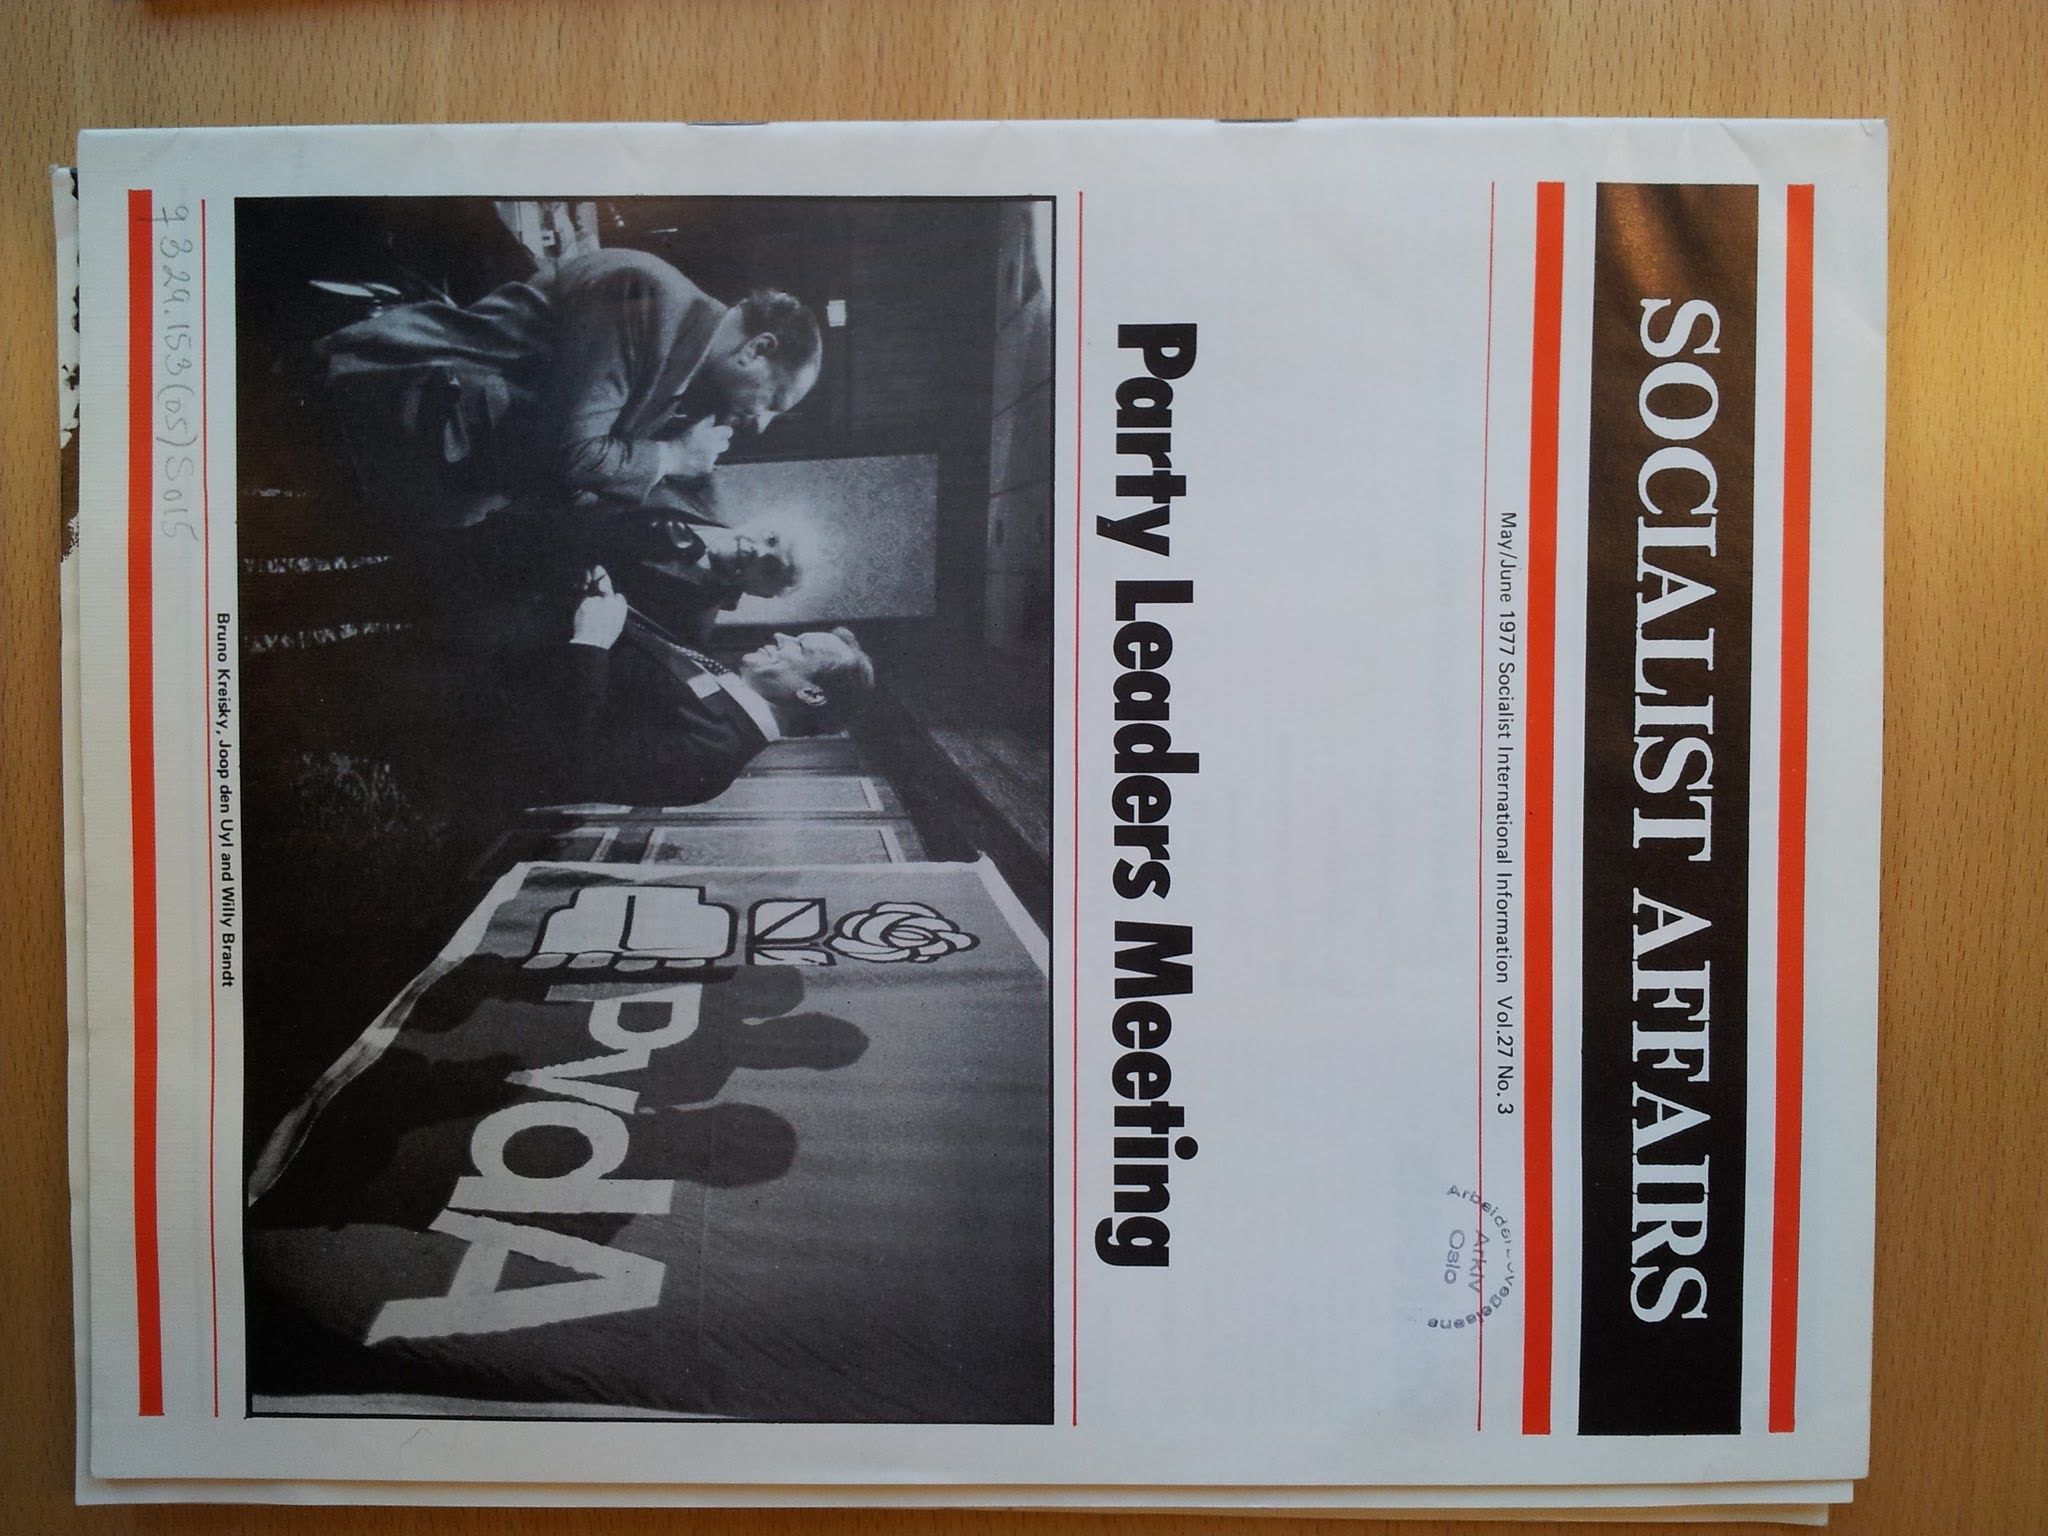 SOCIALIST AFFAIRS
May/June 1977 Socialist International Information Vol.27 No.3
Arkiv
Oslo
Party Leaders Meeting
PvdA
Bruno Kreisky, Joop den Uyl and Willy Brandt
329.153(05) So15